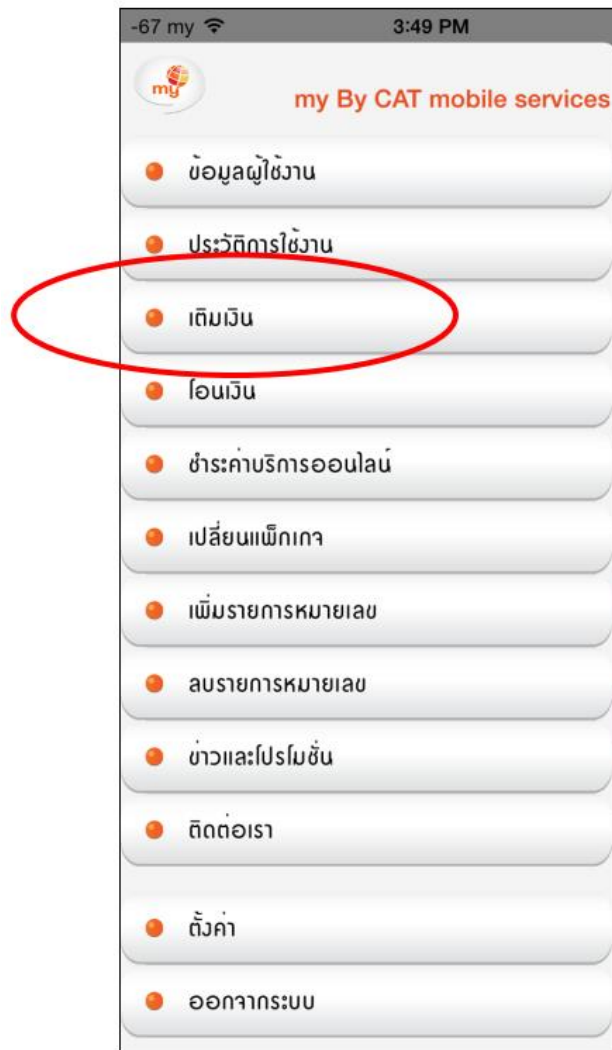 -67 my 3:49 PM
my
my By CAT mobile services
ข้อมูลผู้ใช้งาน
ประวัติการใช้งาน
เติมเงิน
โอนเงิน
ชำระค่าบริการออนไลน์
เปลี่ยนแพ็กเกจ
เพิ่มรายการหมายเลข
ลบรายการหมายเลข
ข่าวและโปรโมชั่น
ติดต่อเรา
ตั้งค่า
ออกจากระบบ